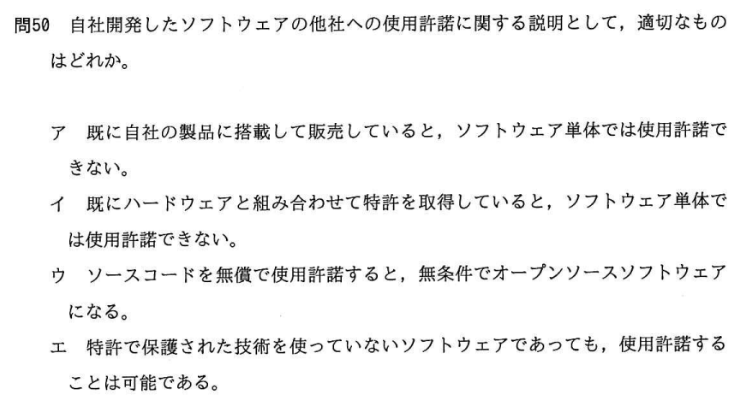 問50 自社開発したソフトウェアの他社への使用許諾に関する説明として，適切なもの
はどれか。
ア 既に自社の製品に搭載して販売していると，ソフトウェア単体では使用許諾で
きない。
イ 既にハードウェアと組み合わせて特許を取得していると，ソフトウェア単体で
は使用許諾できない。
ウ ソースコードを無償で使用許諾すると，無条件でオープンソースソフトウェア
になる。
エ 特許で保護された技術を使っていないソフトウェアであっても，使用許諾する
ことは可能である。